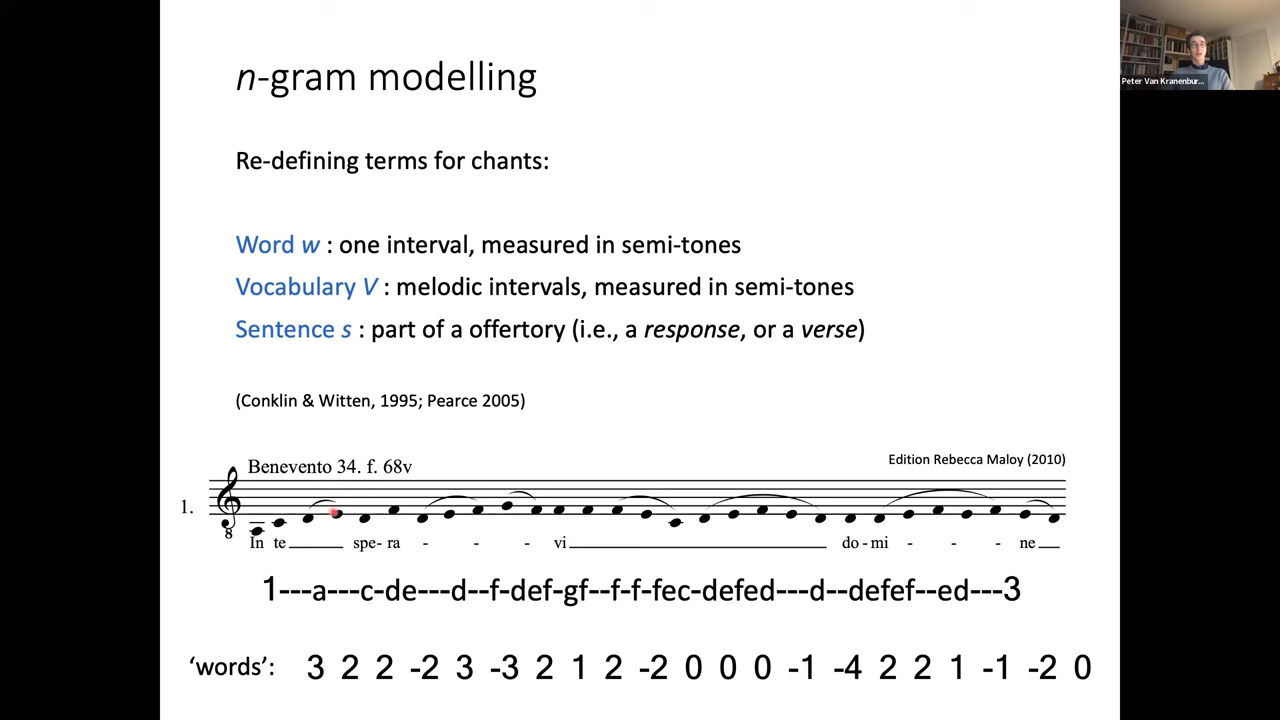 n-gram modelling
Peter Van Kranenbur...
Re-defining terms for chants:
Word w : one interval, measured in semi-tones
Vocabulary V : melodic intervals, measured in semi-tones
Sentence s : part of a offertory (i.e., a response, or a verse)
(Conklin & Witten, 1995; Pearce 2005)
Benevento 34. f. 68v
Edition Rebecca Maloy (2010)
1.
8
In te spe- ra - - - vi do - mi - - - ne
1---a---c-de---d--f-def-gf--f-f-fec-defed---d--defef--ed---3
‘words’: 3 2 2 -2 3 -3 2 1 2 -2 0 0 0 -1 -4 2 2 1 -1 -2 0